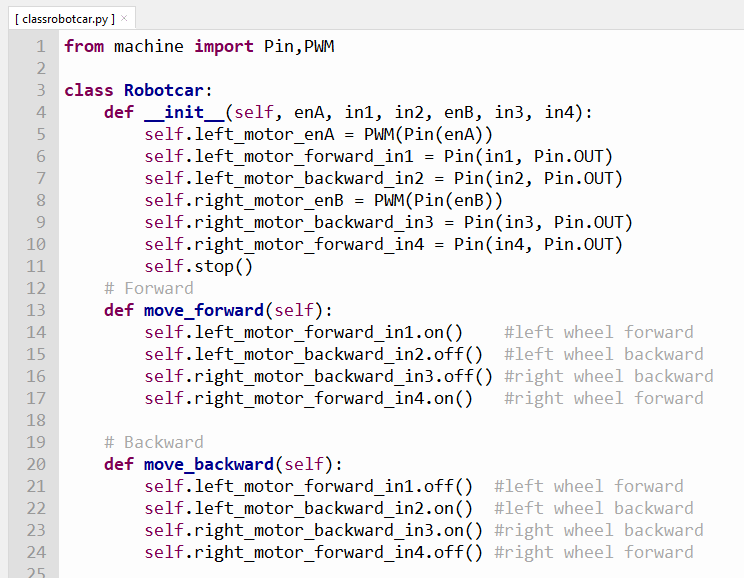 [ classrobotcar.py ] ×
1 from machine import Pin,PWM
2
3 class Robotcar:
4     def __init__(self, enA, in1, in2, enB, in3, in4):
5         self.left_motor_enA = PWM(Pin(enA))
6         self.left_motor_forward_in1 = Pin(in1, Pin.OUT)
7         self.left_motor_backward_in2 = Pin(in2, Pin.OUT)
8         self.right_motor_enB = PWM(Pin(enB))
9         self.right_motor_backward_in3 = Pin(in3, Pin.OUT)
10         self.right_motor_forward_in4 = Pin(in4, Pin.OUT)
11         self.stop()
12     # Forward
13     def move_forward(self):
14         self.left_motor_forward_in1.on()    #left wheel forward
15         self.left_motor_backward_in2.off()  #left wheel backward
16         self.right_motor_backward_in3.off() #right wheel backward
17         self.right_motor_forward_in4.on()   #right wheel forward
18
19     # Backward
20     def move_backward(self):
21         self.left_motor_forward_in1.off()  #left wheel forward
22         self.left_motor_backward_in2.on()  #left wheel backward
23         self.right_motor_backward_in3.on() #right wheel backward
24         self.right_motor_forward_in4.off() #right wheel forward
25